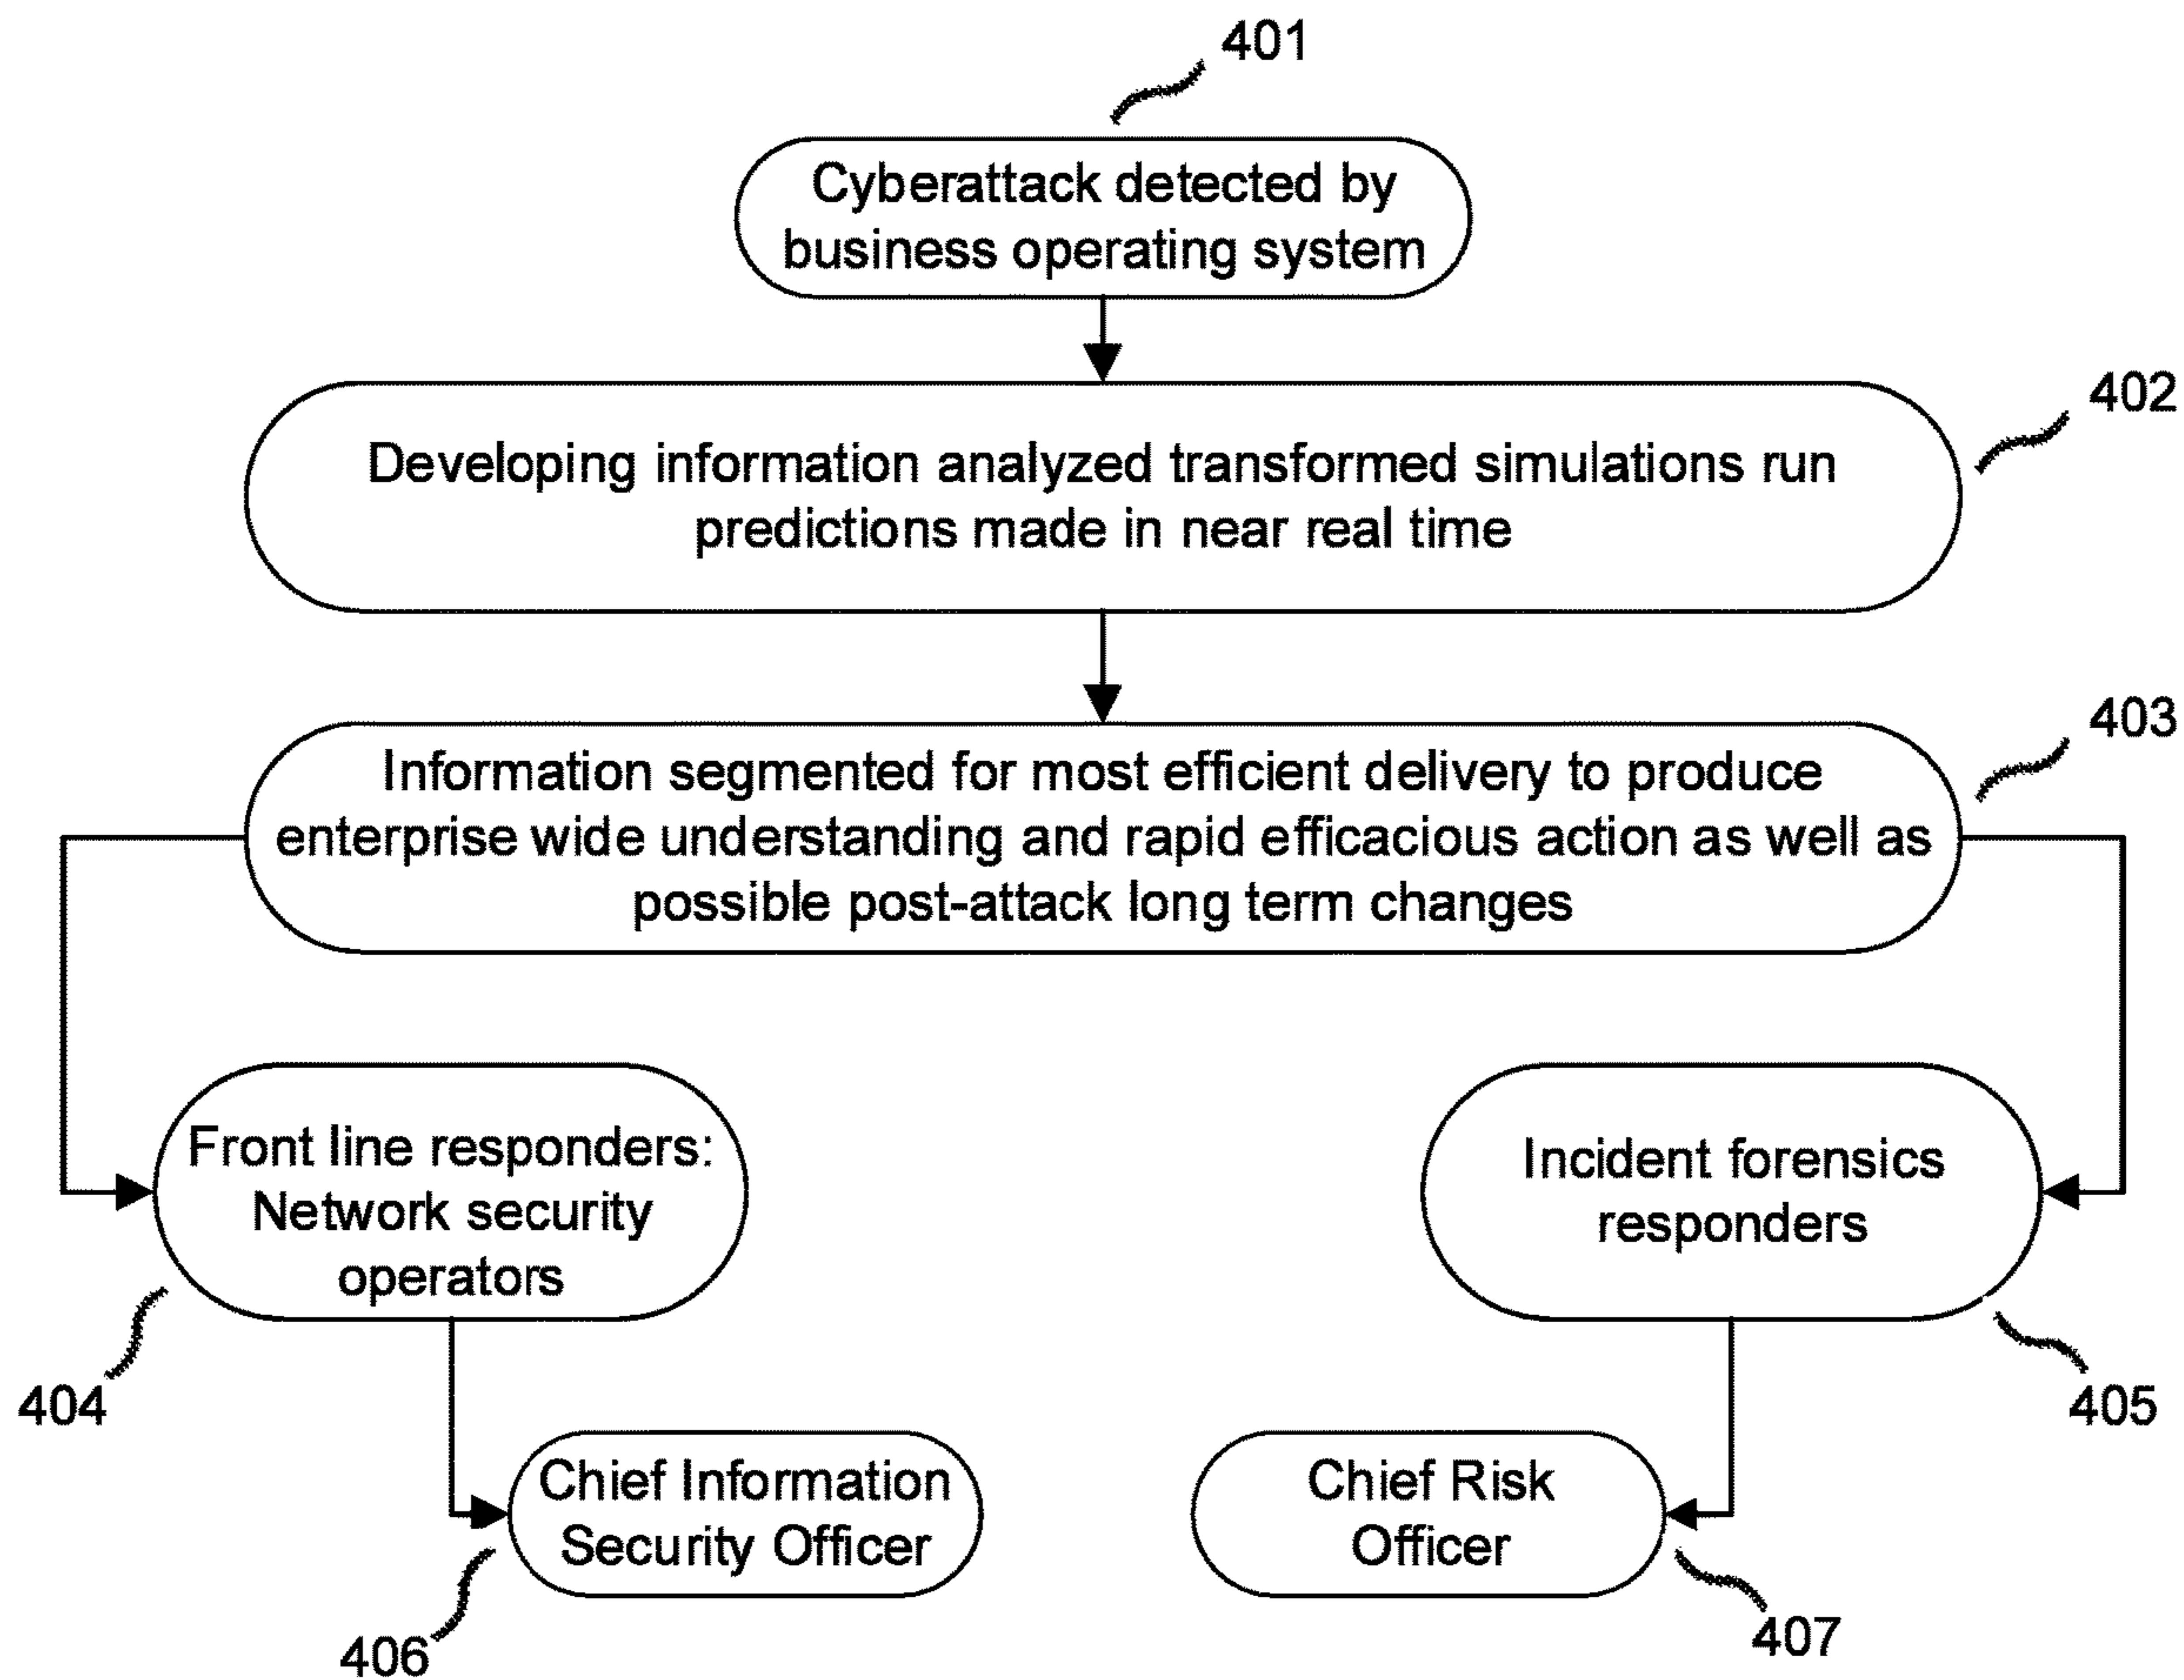 401
Cyberattack detected by
business operating system
402
Developing information analyzed transformed simulations run
predictions made in near real time
403
Information segmented for most efficient delivery to produce
enterprise wide understanding and rapid efficacious action as well as
possible post-attack long term changes
Front line responders:
Network security
operators
404
Incident forensics
responders
405
Chief Information
Security Officer
406
Chief Risk
Officer
407